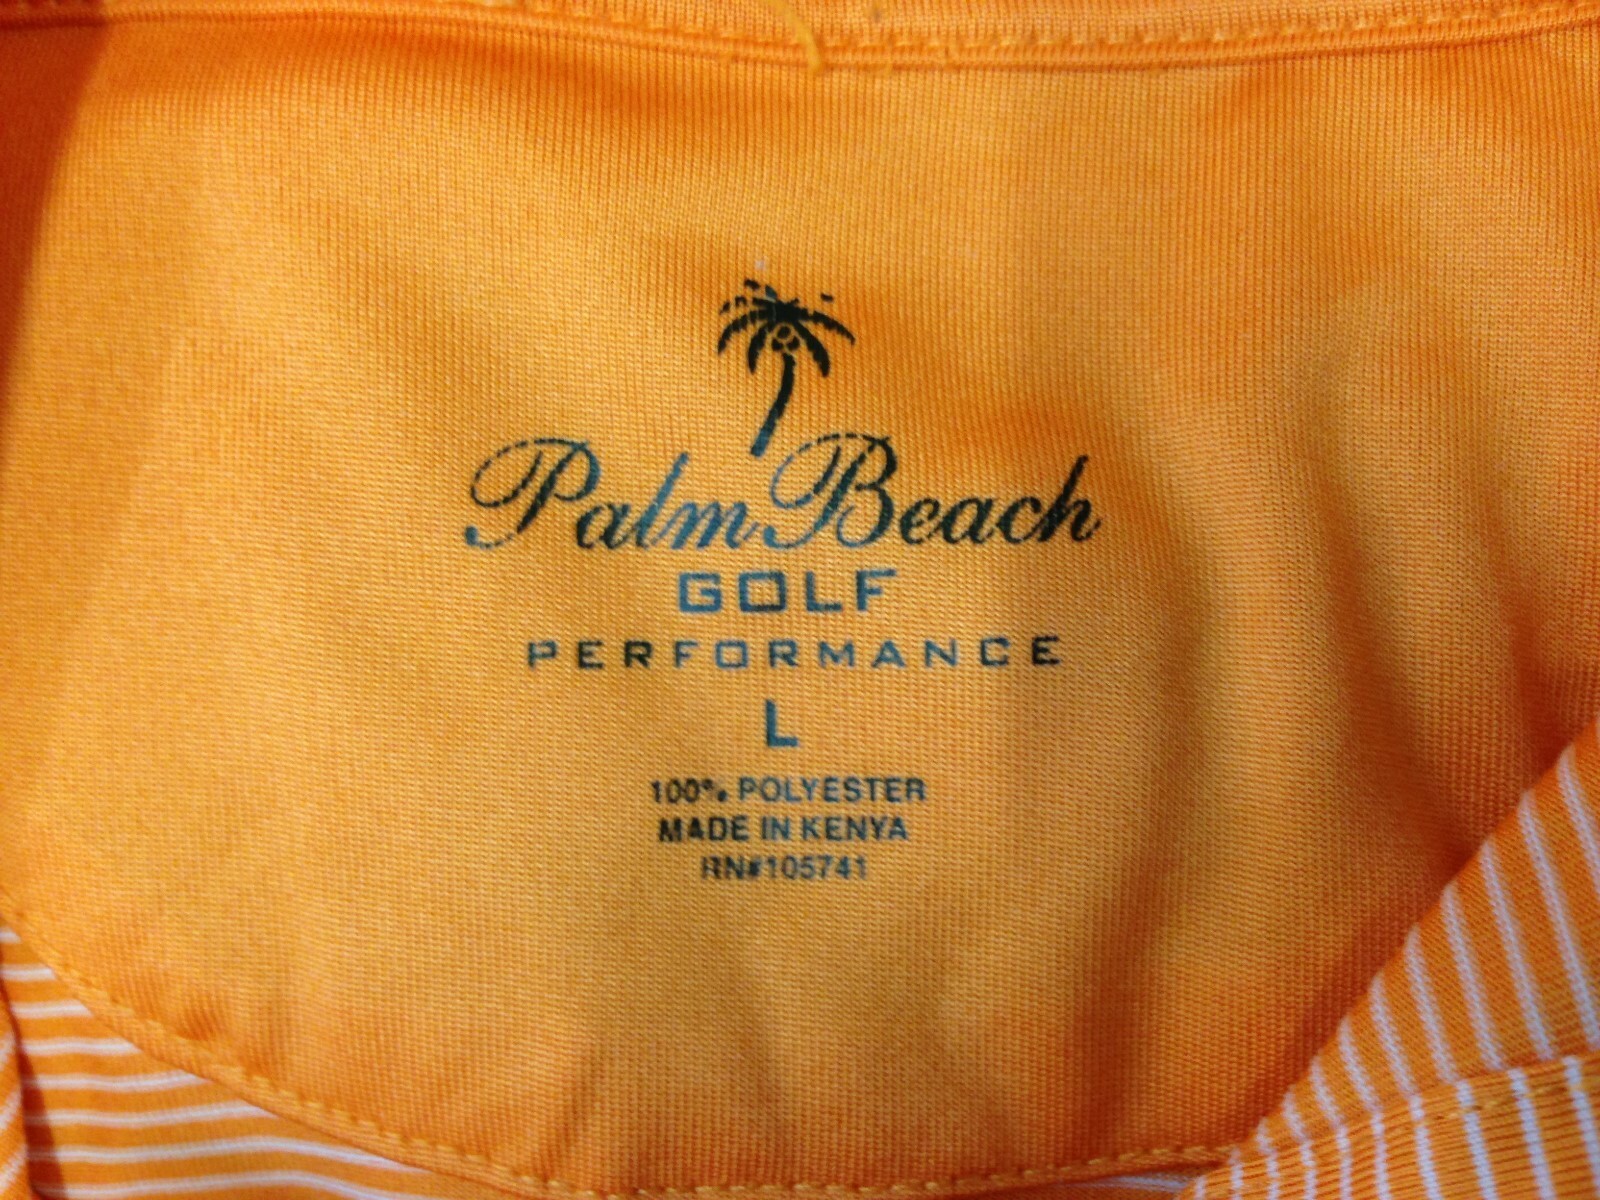 Palm Beach
GOLF
PERFORMANCE
L
100% POLYESTER
MADE IN KENYA
RN#105741